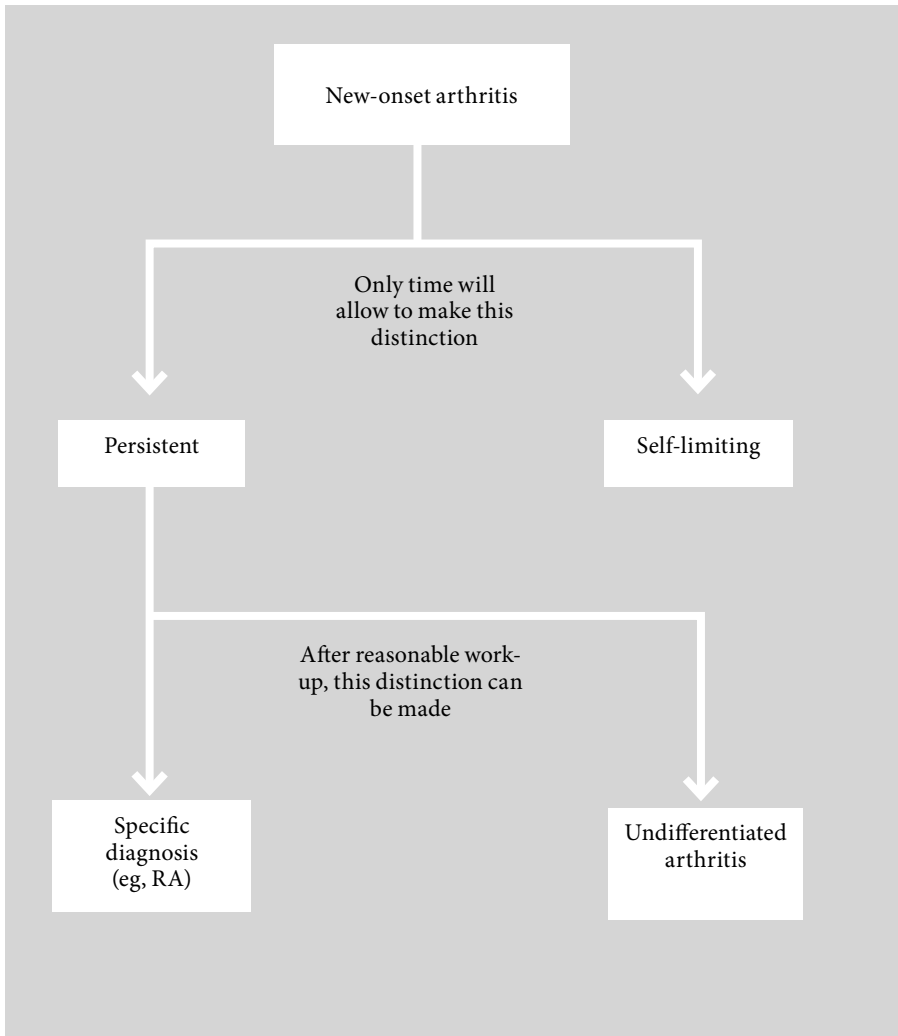 New-onset arthritis
Only time will
allow to make this
distinction
Persistent
Self-limiting
After reasonable work-
up, this distinction can
be made
Specific
diagnosis
(eg, RA)
Undifferentiated
arthritis